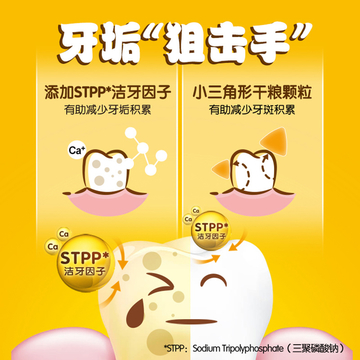 牙垢“狙击手”
添加STPP*洁牙因子
有助减少牙垢积累
小三角形干粮颗粒
有助减少牙斑积累
Ca⁺
Ca
Ca
Ca
Ca
STPP*
洁牙因子
STPP*
洁牙因子
*STPP：Sodium Tripolyphosphate（三聚磷酸钠）